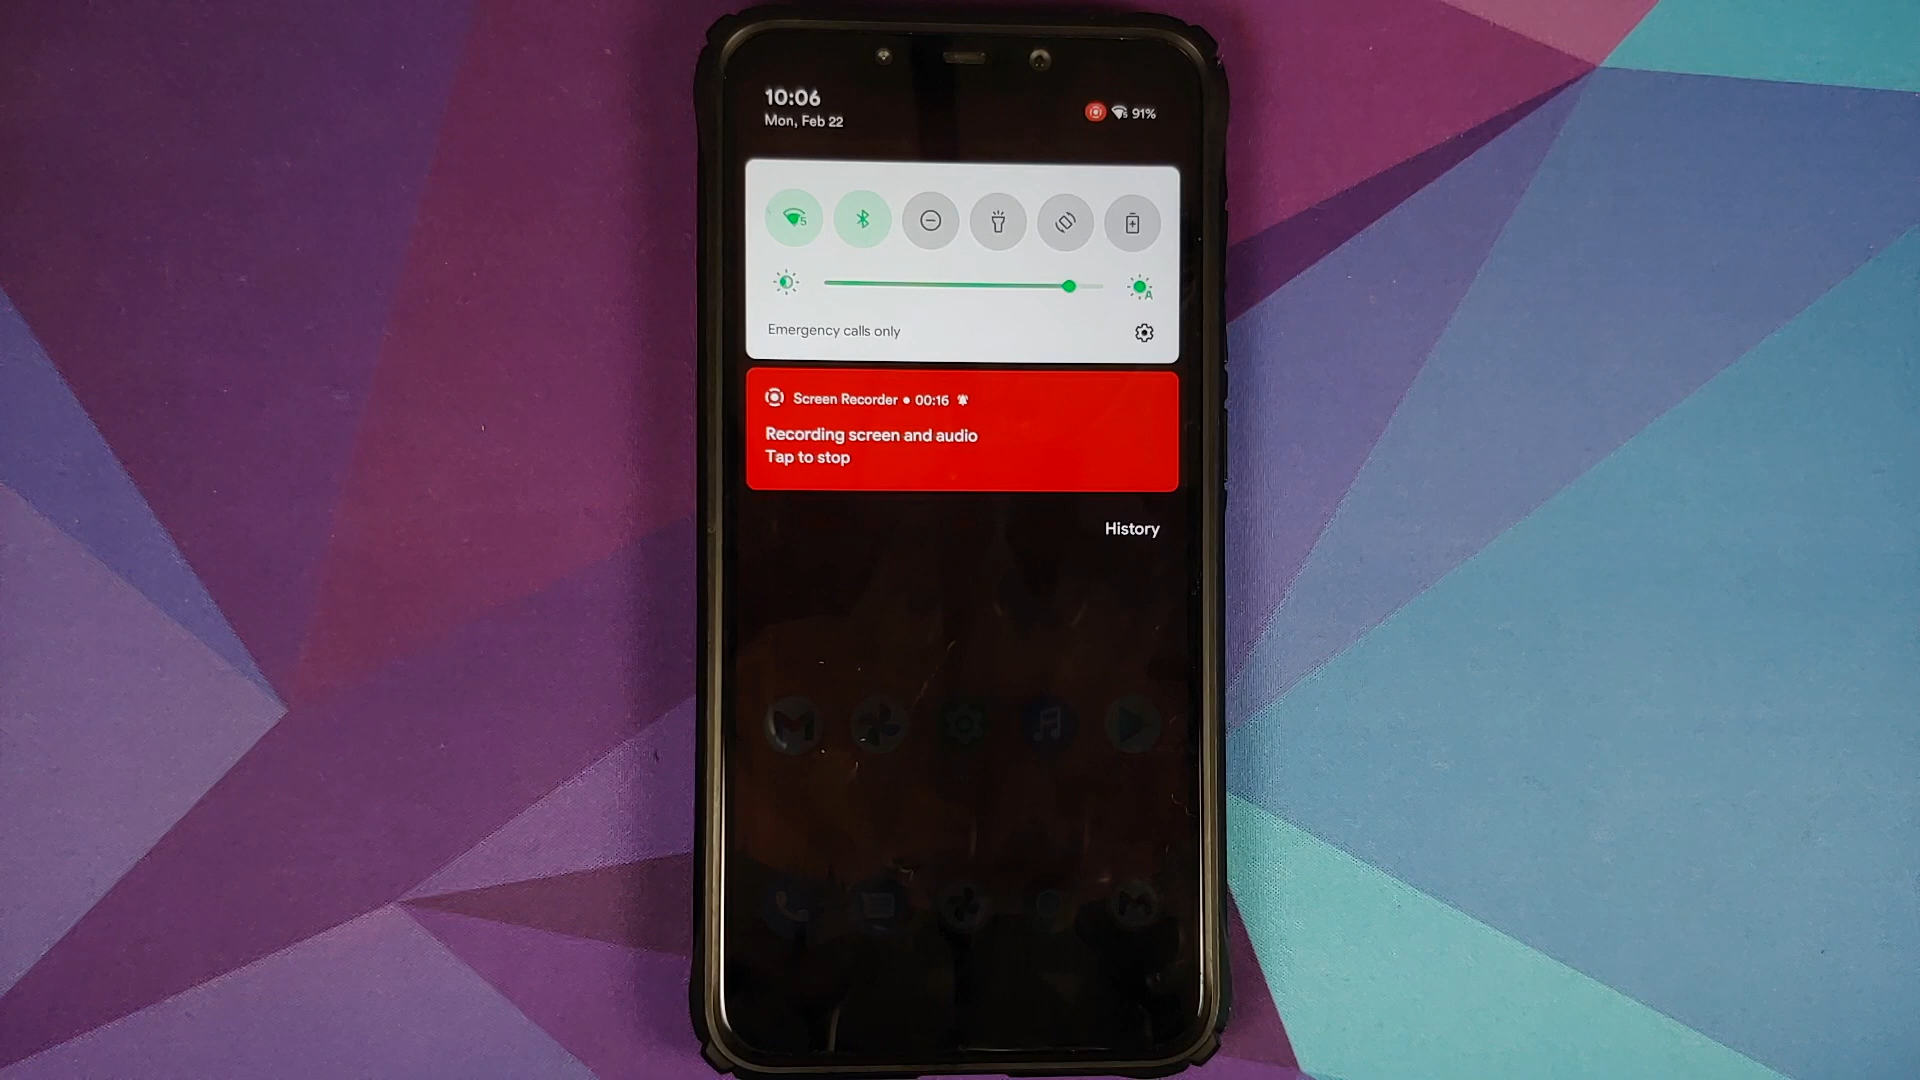 10:06
Mon, Feb 22
91%
5
A
Emergency calls only
Screen Recorder • 00:16
Recording screen and audio
Tap to stop
History